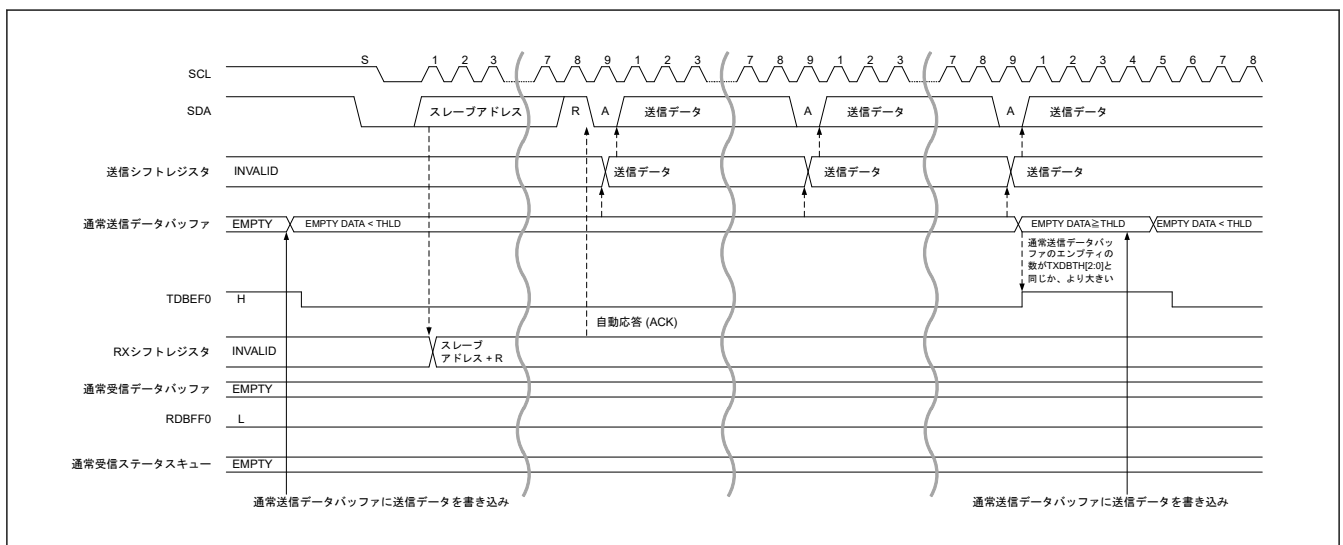 S 1 2 3 7 8 9 1 2 3 7 8 9 1 2 3 7 8 9 1 2 3 4 5 6 7 8
SCL
SDA スレーブアドレス R A 送信データ A 送信データ A 送信データ
送信シフトレジスタ INVALID 送信データ 送信データ 送信データ
通常送信データバッファ EMPTY EMPTY DATA < THLD EMPTY DATA≧THLD EMPTY DATA < THLD
通常送信データバッ
ファのエンプティの
数がTXDBTH[2:0]と
同じか、より大きい
TDBEF0 H
自動応答 (ACK)
RXシフトレジスタ INVALID スレーブ
アドレス + R
通常受信データバッファ EMPTY
RDBFF0 L
通常受信ステータスキュー EMPTY
通常送信データバッファに送信データを書き込み 通常送信データバッファに送信データを書き込み